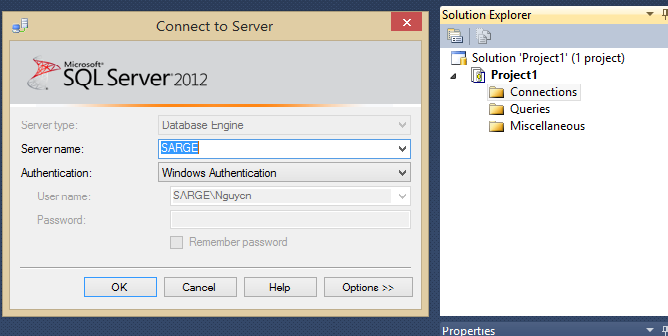 Connect to Server
Microsoft®
SQL Server® 2012
Server type: Database Engine
Server name: SARGE
Authentication: Windows Authentication
User name: SARGE\Nguyen
Password:
Remember password
OK Cancel Help Options >>
Solution Explorer
Solution 'Project1' (1 project)
Project1
Connections
Queries
Miscellaneous
Properties